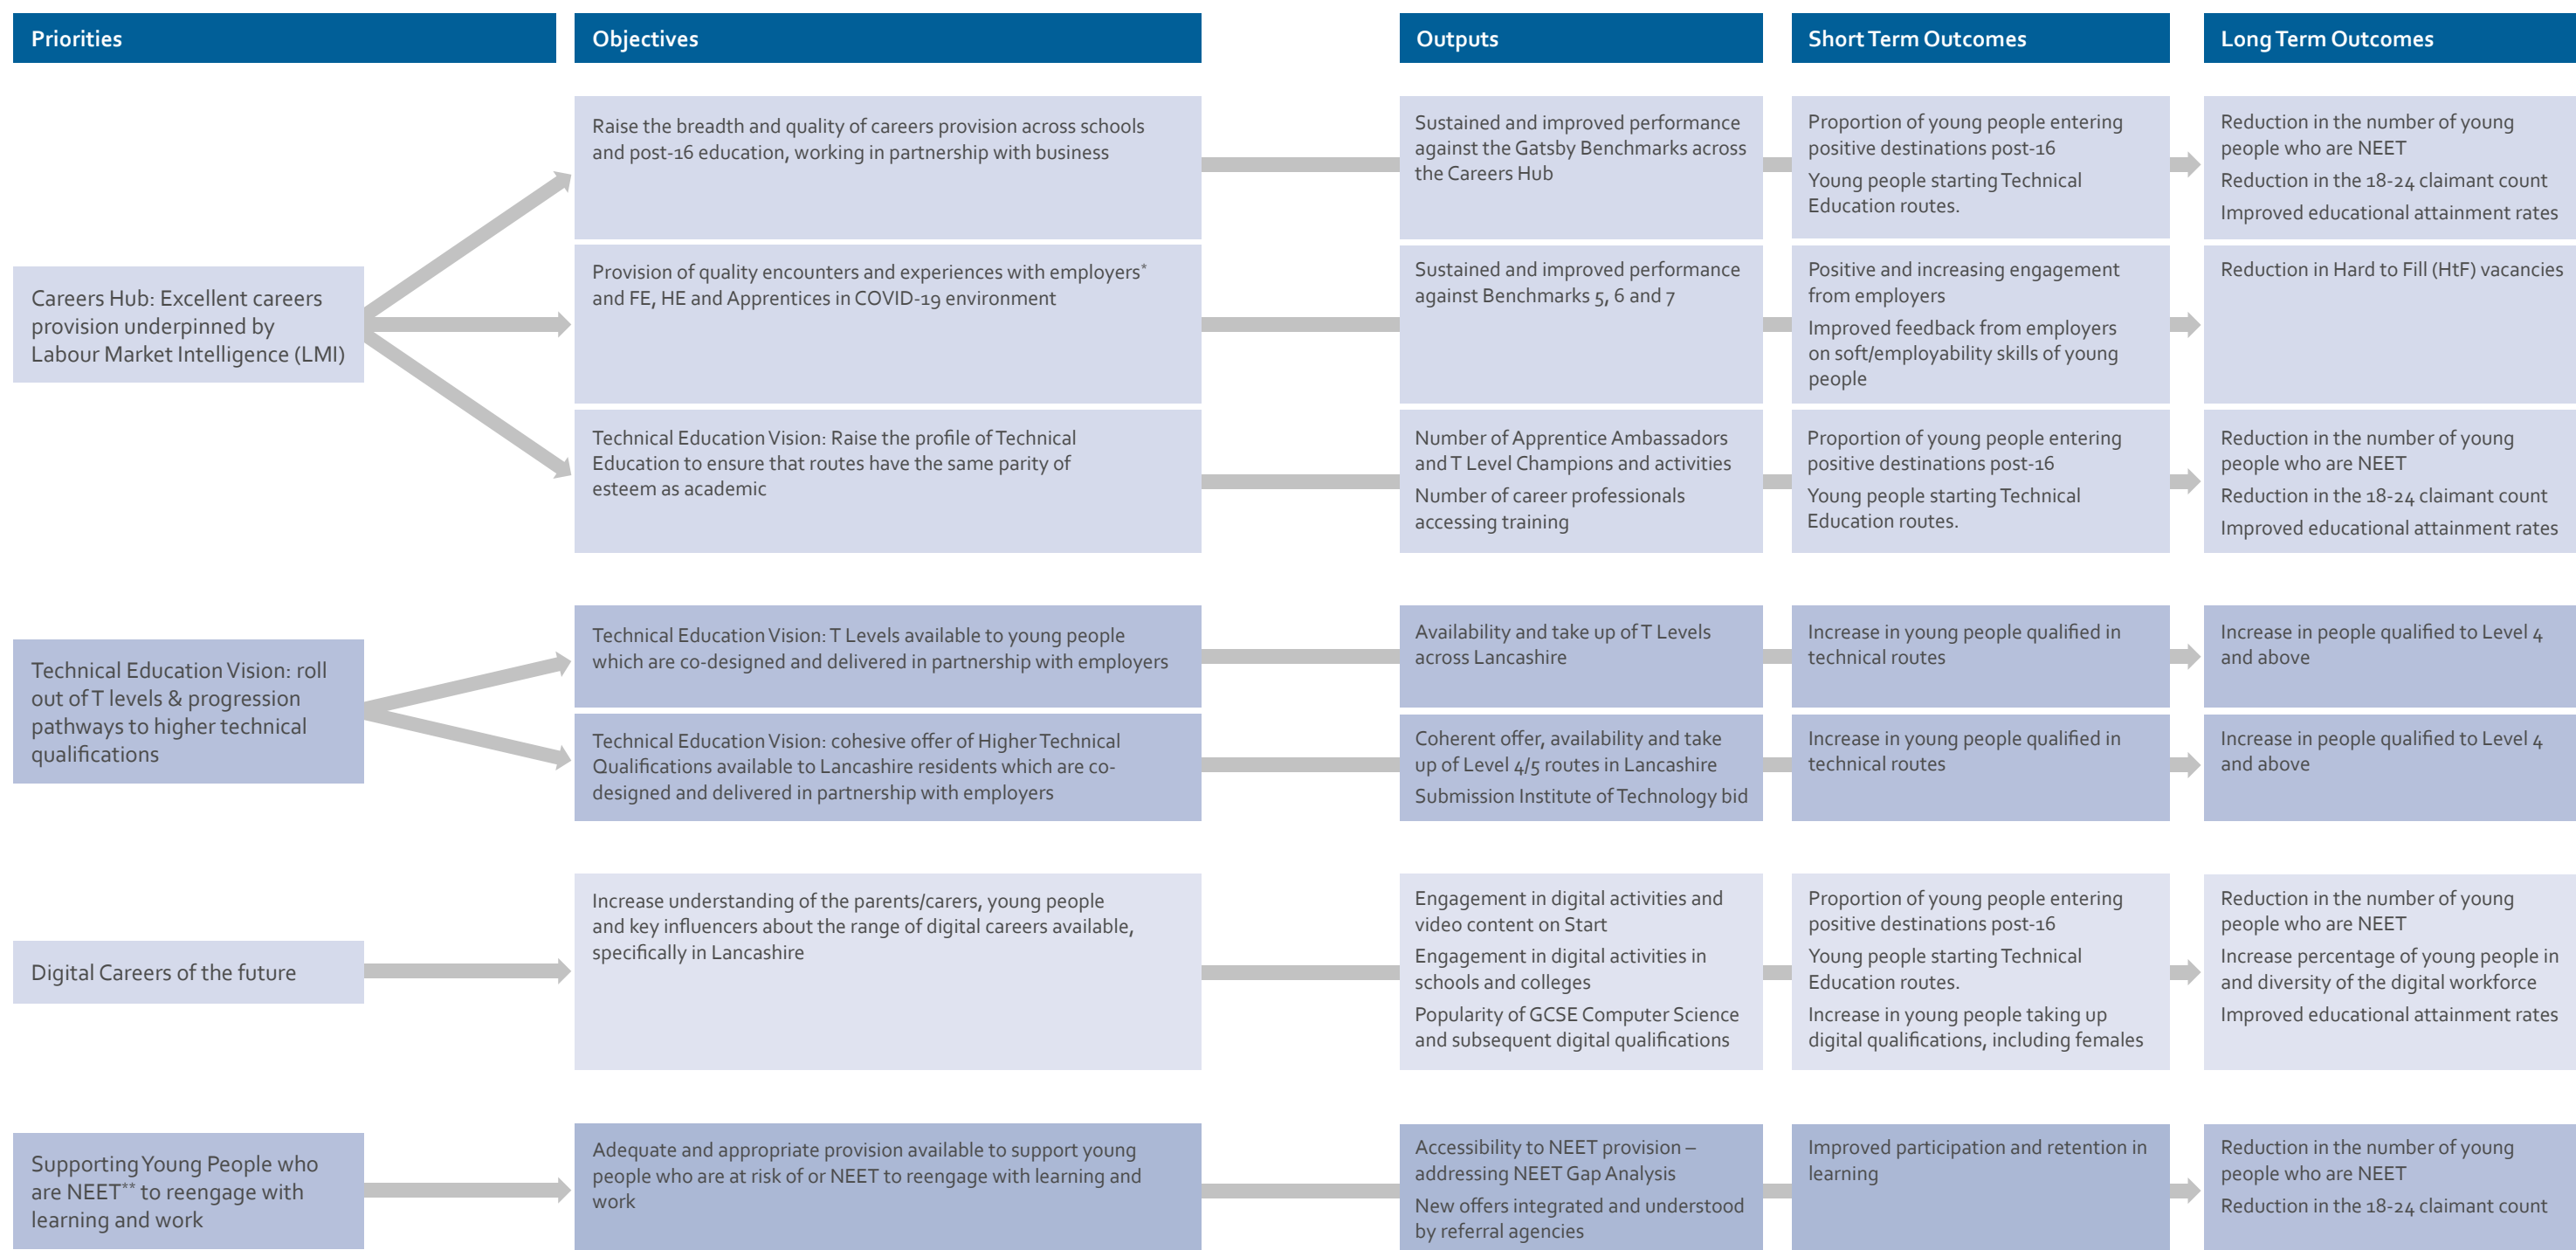 Priorities
Objectives
Outputs
Short Term Outcomes
Long Term Outcomes
Careers Hub: Excellent careers
provision underpinned by
Labour Market Intelligence (LMI)
Raise the breadth and quality of careers provision across schools
and post-16 education, working in partnership with business
Sustained and improved performance
against the Gatsby Benchmarks across
the Careers Hub
Proportion of young people entering
positive destinations post-16
Young people starting Technical
Education routes.
Reduction in the number of young
people who are NEET
Reduction in the 18-24 claimant count
Improved educational attainment rates
Provision of quality encounters and experiences with employers*
and FE, HE and Apprentices in COVID-19 environment
Sustained and improved performance
against Benchmarks 5, 6 and 7
Positive and increasing engagement
from employers
Improved feedback from employers
on soft/employability skills of young
people
Reduction in Hard to Fill (HtF) vacancies
Technical Education Vision: Raise the profile of Technical
Education to ensure that routes have the same parity of
esteem as academic
Number of Apprentice Ambassadors
and T Level Champions and activities
Number of career professionals
accessing training
Proportion of young people entering
positive destinations post-16
Young people starting Technical
Education routes.
Reduction in the number of young
people who are NEET
Reduction in the 18-24 claimant count
Improved educational attainment rates
Technical Education Vision: roll
out of T levels & progression
pathways to higher technical
qualifications
Technical Education Vision: T Levels available to young people
which are co-designed and delivered in partnership with employers
Availability and take up of T Levels
across Lancashire
Increase in young people qualified in
technical routes
Increase in people qualified to Level 4
and above
Technical Education Vision: cohesive offer of Higher Technical
Qualifications available to Lancashire residents which are co-
designed and delivered in partnership with employers
Coherent offer, availability and take
up of Level 4/5 routes in Lancashire
Submission Institute of Technology bid
Increase in young people qualified in
technical routes
Increase in people qualified to Level 4
and above
Digital Careers of the future
Increase understanding of the parents/carers, young people
and key influencers about the range of digital careers available,
specifically in Lancashire
Engagement in digital activities and
video content on Start
Engagement in digital activities in
schools and colleges
Popularity of GCSE Computer Science
and subsequent digital qualifications
Proportion of young people entering
positive destinations post-16
Young people starting Technical
Education routes.
Increase in young people taking up
digital qualifications, including females
Reduction in the number of young
people who are NEET
Increase percentage of young people in
and diversity of the digital workforce
Improved educational attainment rates
Supporting Young People who
are NEET** to reengage with
learning and work
Adequate and appropriate provision available to support young
people who are at risk of or NEET to reengage with learning and
work
Accessibility to NEET provision –
addressing NEET Gap Analysis
New offers integrated and understood
by referral agencies
Improved participation and retention in
learning
Reduction in the number of young
people who are NEET
Reduction in the 18-24 claimant count